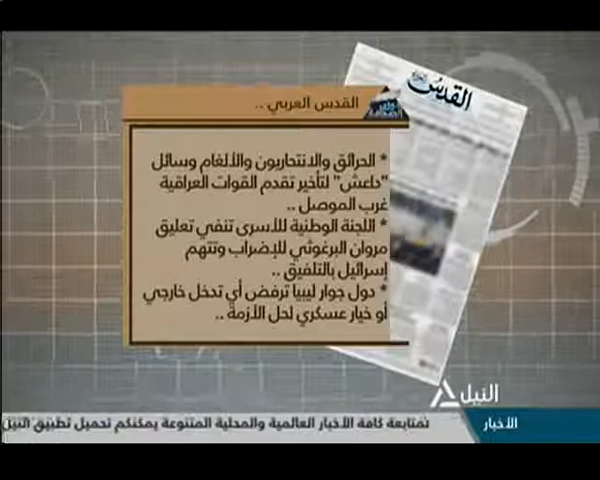 القدس العربي ..
القدس
* الحرائق والانتحاريون والألغام وسائل
"داعش" لتأخير تقدم القوات العراقية
غرب الموصل ..
* اللجنة الوطنية للأسرى تنفي تعليق
مروان البرغوثي للإضراب وتتهم
إسرائيل بالتلفيق ..
* دول جوار ليبيا ترفض أي تدخل خارجي
أو خيار عسكري لحل الأزمة ..
النيل
الأخبار
لمتابعة كافة الأخبار العالمية والمحلية المتنوعة يمكنكم تحميل تطبيق النيل